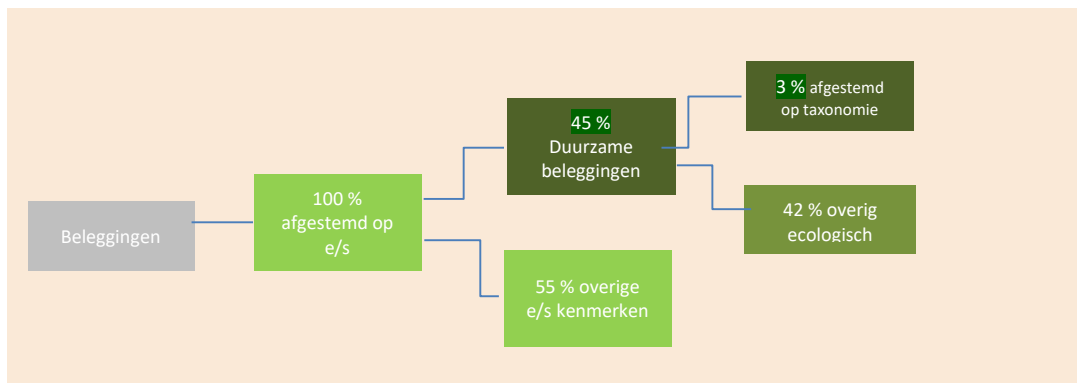 Beleggingen
100 %
afgestemd op
e/s
45 %
Duurzame
beleggingen
55 % overige
e/s kenmerken
3 % afgestemd
op taxonomie
42 % overig
ecologisch